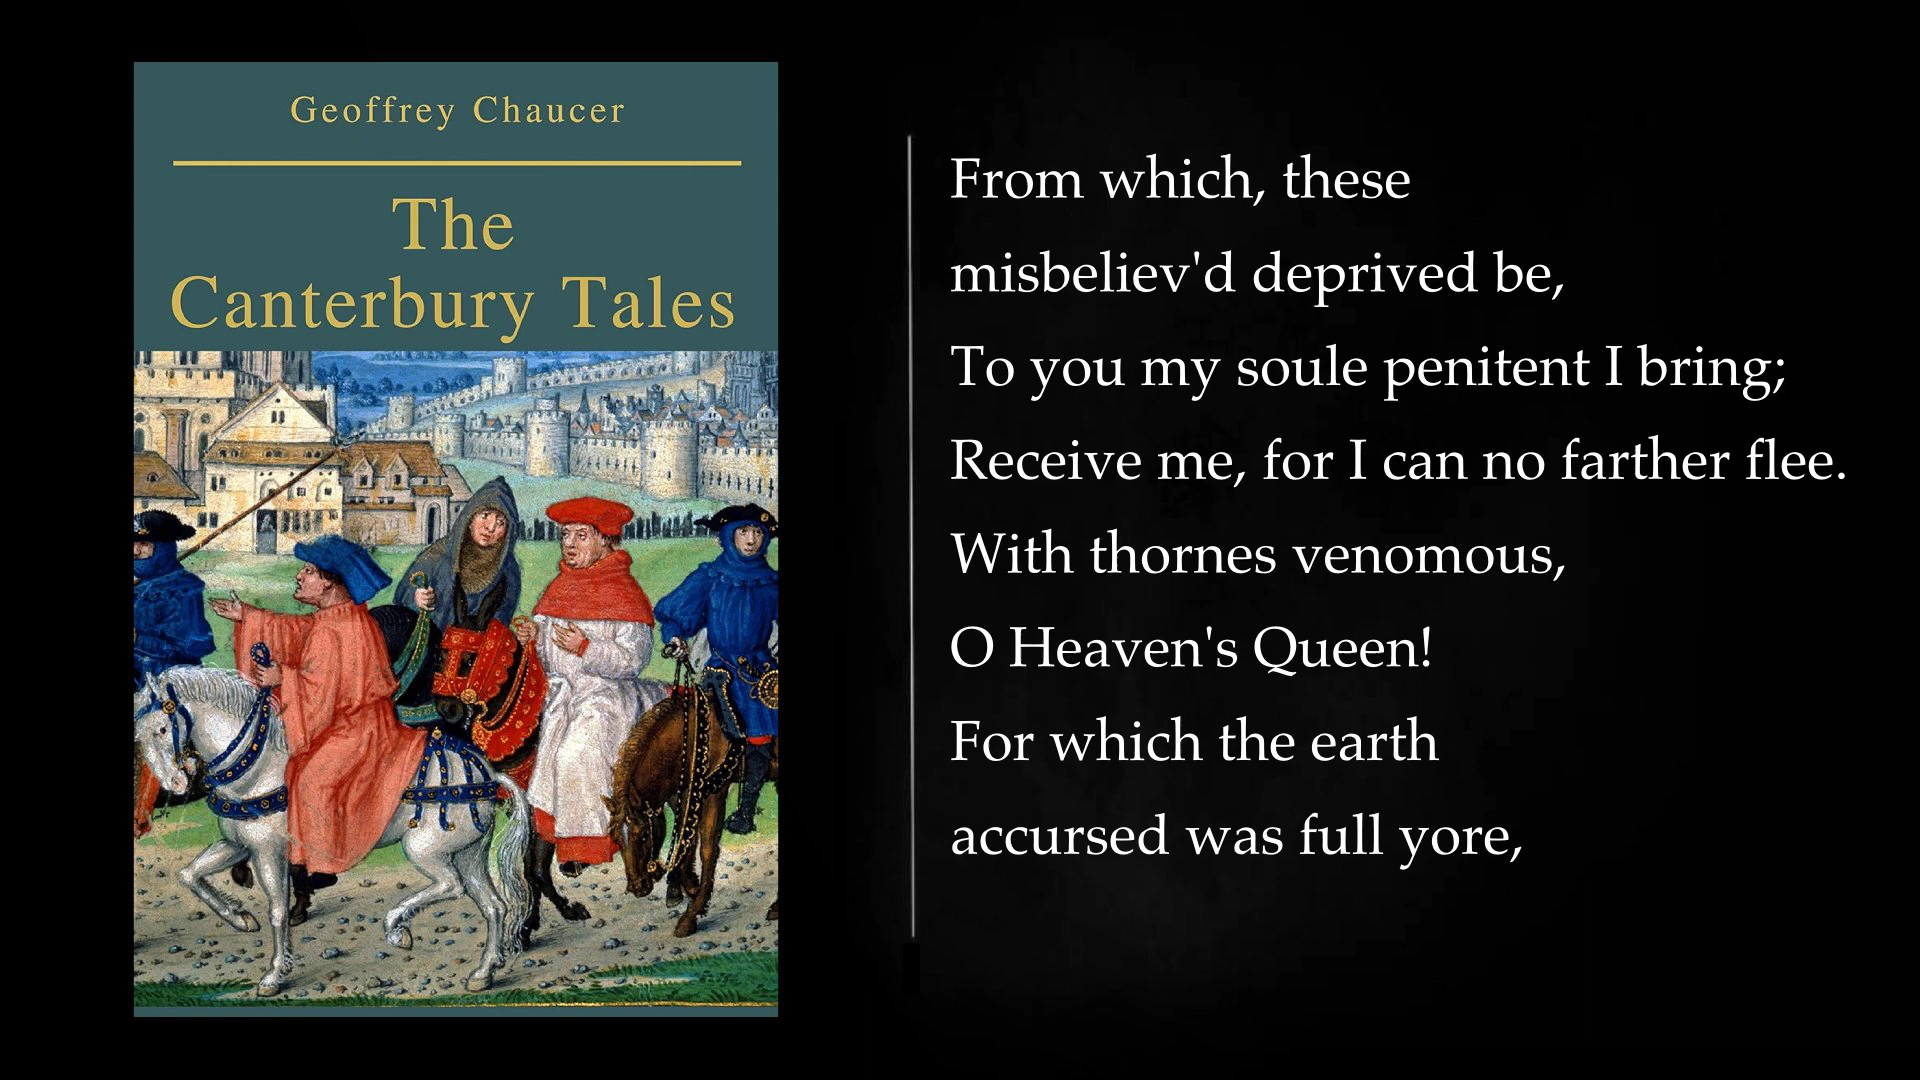 Geoffrey Chaucer
The
Canterbury Tales
From which, these
misbeliev'd deprived be,
To you my soule penitent I bring;
Receive me, for I can no farther flee.
With thornes venomous,
O Heaven's Queen!
For which the earth
accursed was full yore,